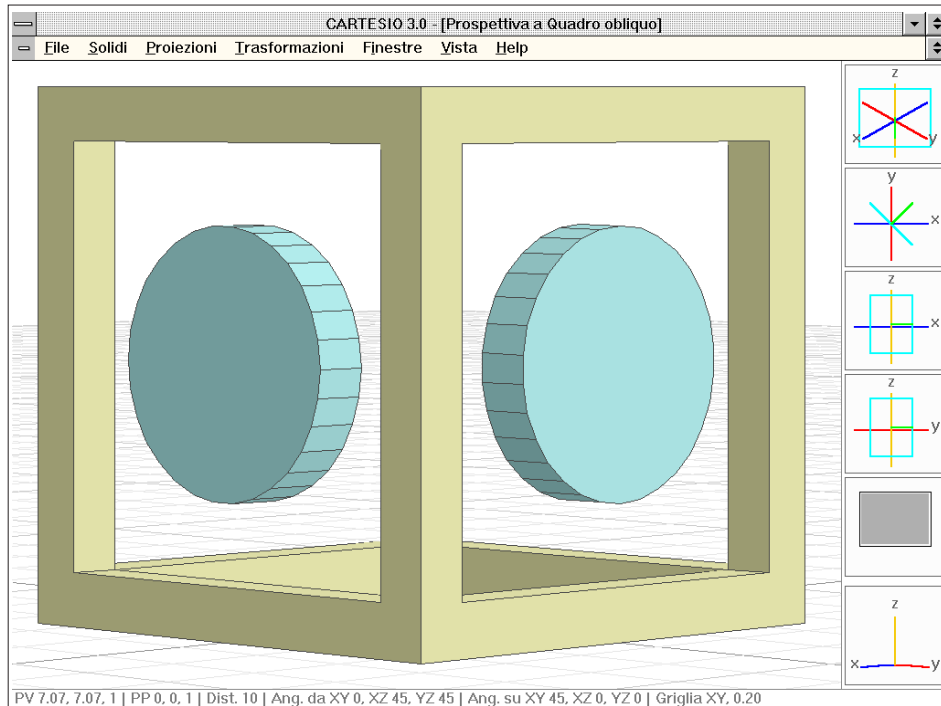 CARTESIO 3.0 - [Prospettiva a Quadro obliquo]
File Solidi Proiezioni Trasformazioni Finestre Vista Help
z
x y
y
x
z
x
z
y
z
x y
PV 7.07, 7.07, 1 | PP 0, 0, 1 | Dist. 10 | Ang. da XY 0, XZ 45, YZ 45 | Ang. su XY 45, XZ 0, YZ 0 | Griglia XY, 0.20